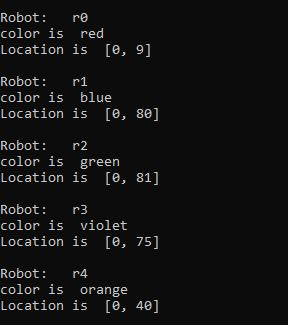 Robot:   r0
color is  red
Location is  [0, 9]

Robot:   r1
color is  blue
Location is  [0, 80]

Robot:   r2
color is  green
Location is  [0, 81]

Robot:   r3
color is  violet
Location is  [0, 75]

Robot:   r4
color is  orange
Location is  [0, 40]